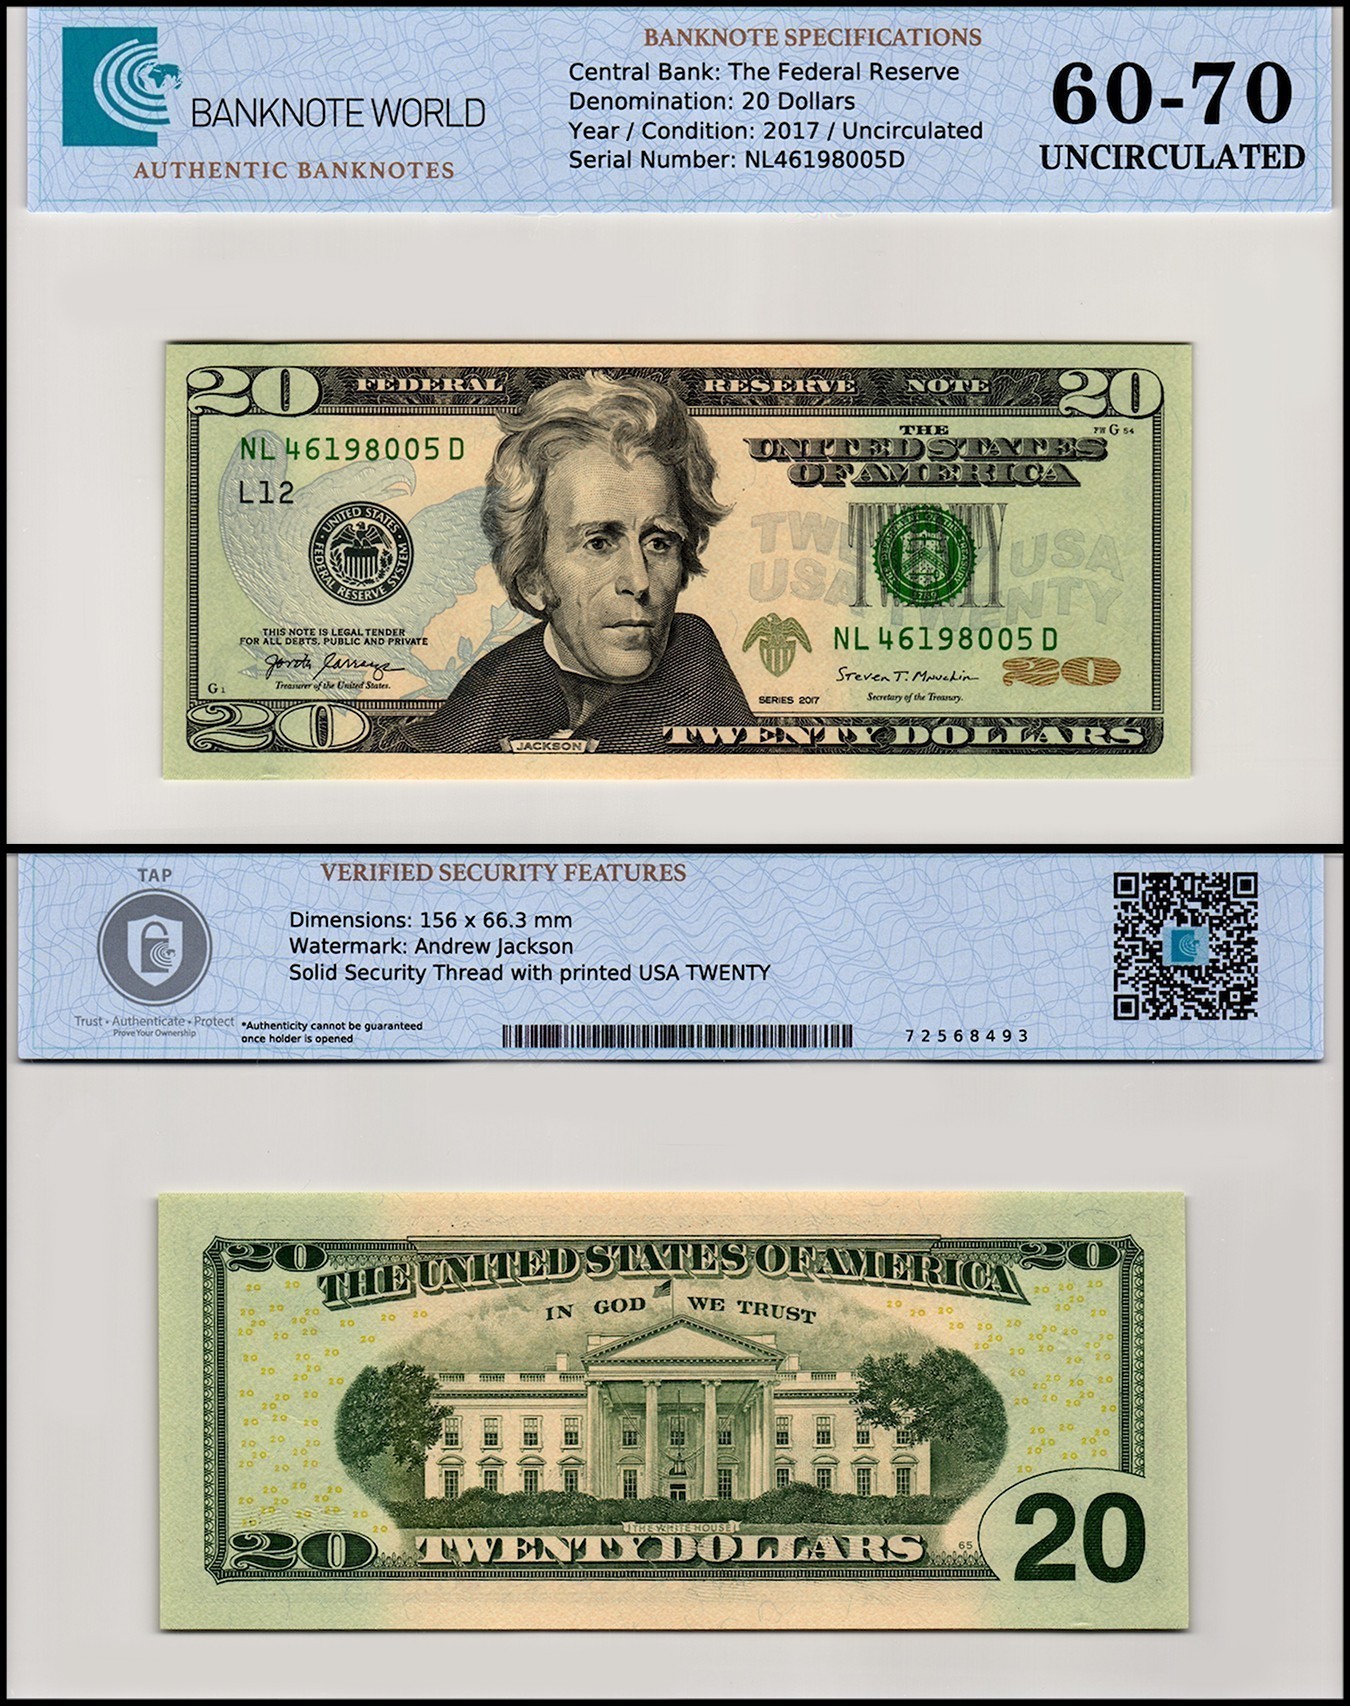 BANKNOTE WORLD
AUTHENTIC BANKNOTES
BANKNOTE SPECIFICATIONS
Central Bank: The Federal Reserve
Denomination: 20 Dollars
Year / Condition: 2017 / Uncirculated
Serial Number: NL46198005D
60-70
UNCIRCULATED
20 FEDERAL RESERVE NOTE 20
NL 46198005 D
L12
UNITED STATES
FEDERAL RESERVE SYSTEM
THE
UNITED STATES
OF AMERICA
FW G 54
TWENTY USA
USA TWENTY
1789
THIS NOTE IS LEGAL TENDER
FOR ALL DEBTS, PUBLIC AND PRIVATE
Treasurer of the United States.
G 1
NL 46198005 D
Steven T. Mnuchin
Secretary of the Treasury.
20
SERIES 2017
20
JACKSON
TWENTY DOLLARS
TAP
Trust • Authenticate • Protect
Prove Your Ownership
VERIFIED SECURITY FEATURES
Dimensions: 156 x 66.3 mm
Watermark: Andrew Jackson
Solid Security Thread with printed USA TWENTY
*Authenticity cannot be guaranteed
once holder is opened
72568493
20 20
THE UNITED STATES OF AMERICA
IN GOD WE TRUST
THE WHITE HOUSE
20 TWENTY DOLLARS
65
20